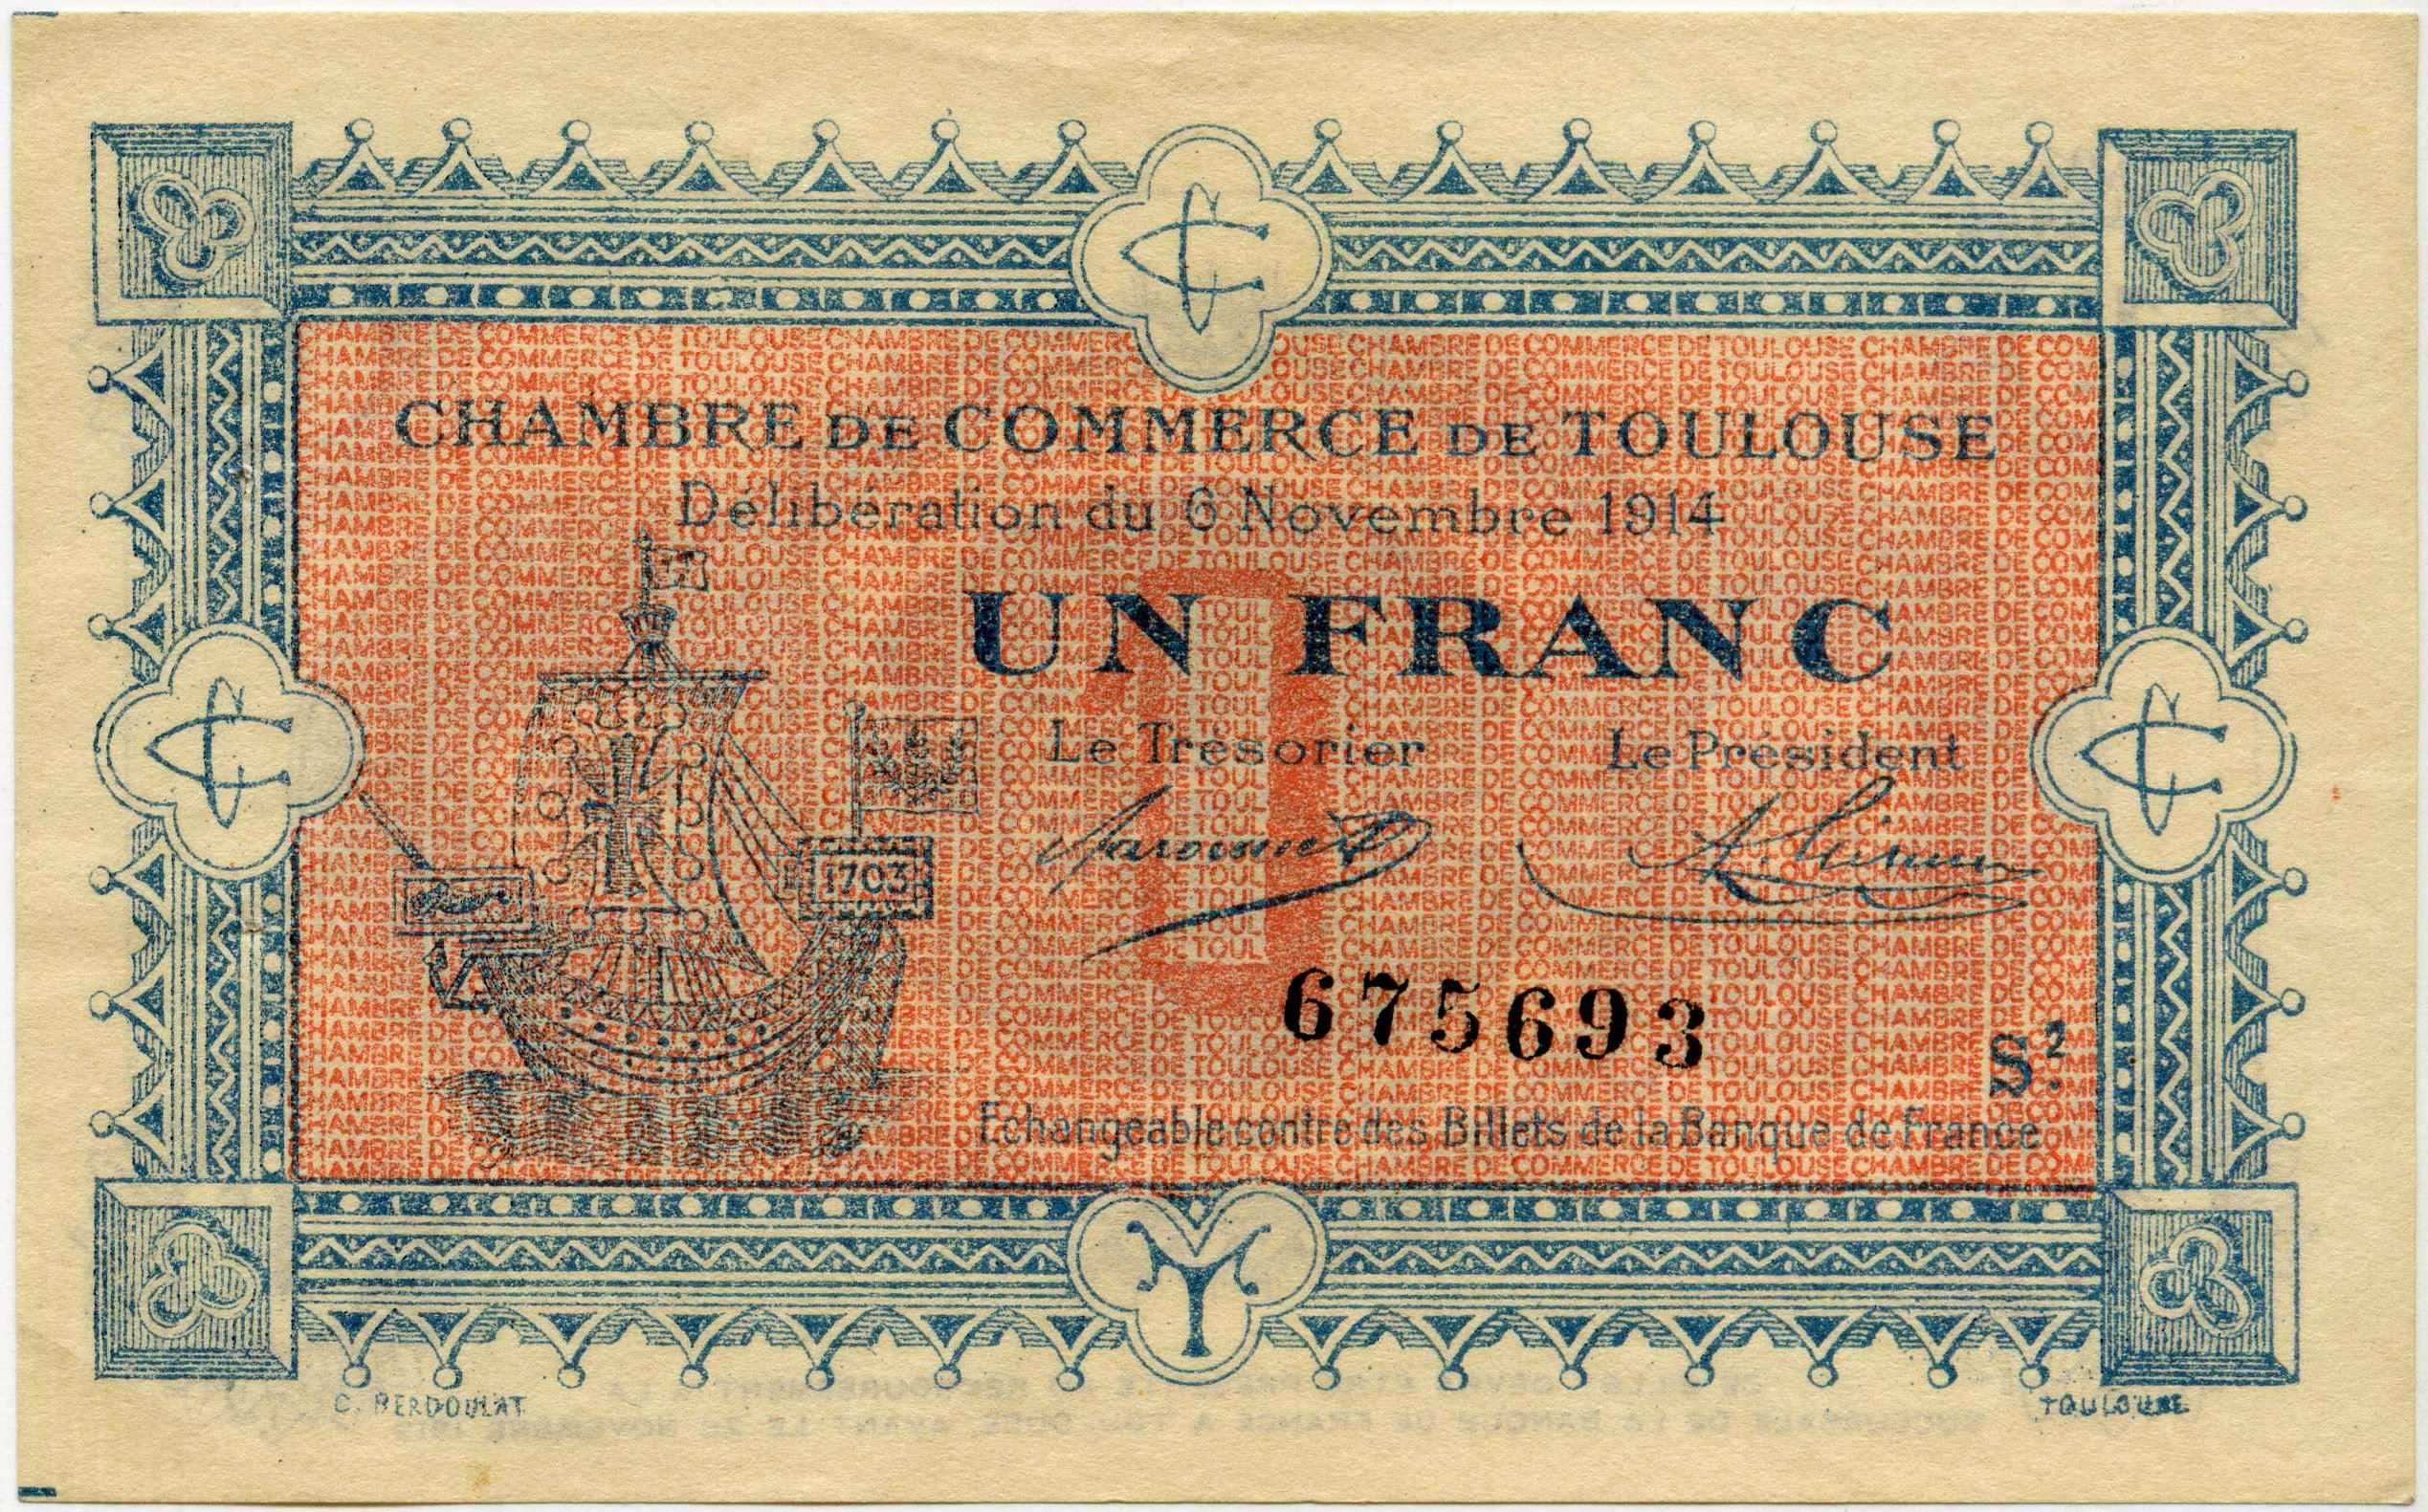 CHAMBRE DE COMMERCE DE TOULOUSE
Délibération du 6 Novembre 1914
UN FRANC
1
Le Trésorier Le Président
1703
675693
S.2
Echangeable contre des Billets de la Banque de France
C. BERDOULAT TOULOUSE